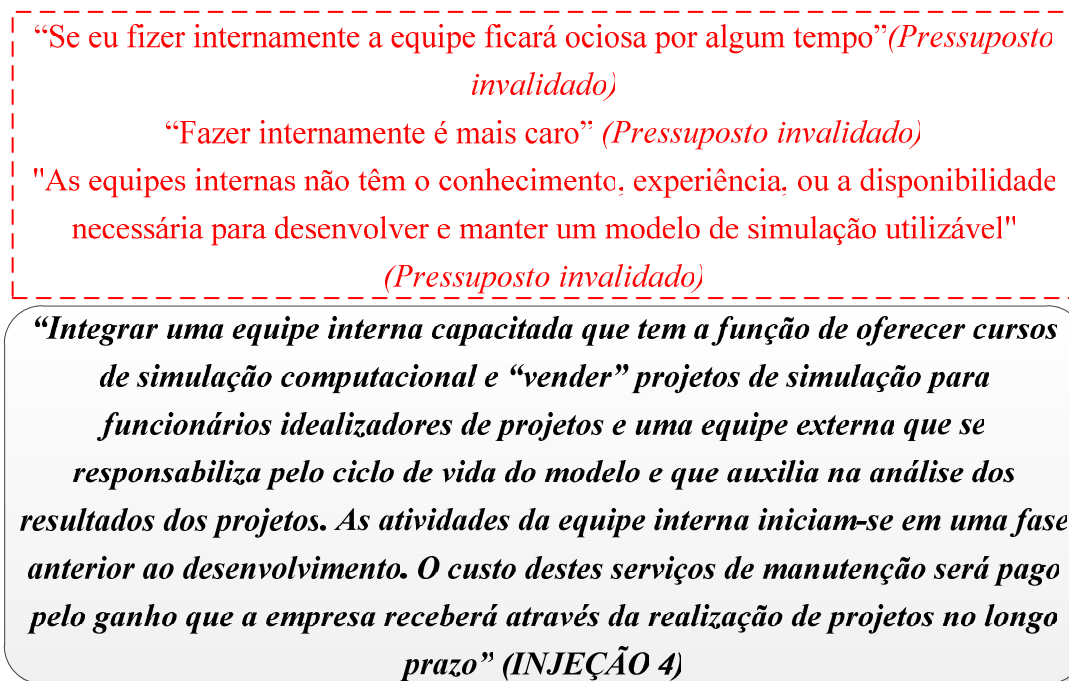 “Se eu fizer internamente a equipe ficará ociosa por algum tempo”(Pressuposto
invalidado)
“Fazer internamente é mais caro” (Pressuposto invalidado)
"As equipes internas não têm o conhecimento, experiência, ou a disponibilidade
necessária para desenvolver e manter um modelo de simulação utilizável"
(Pressuposto invalidado)
“Integrar uma equipe interna capacitada que tem a função de oferecer cursos
de simulação computacional e “vender” projetos de simulação para
funcionários idealizadores de projetos e uma equipe externa que se
responsabiliza pelo ciclo de vida do modelo e que auxilia na análise dos
resultados dos projetos. As atividades da equipe interna iniciam-se em uma fase
anterior ao desenvolvimento. O custo destes serviços de manutenção será pago
pelo ganho que a empresa receberá através da realização de projetos no longo
prazo” (INJEÇÃO 4)